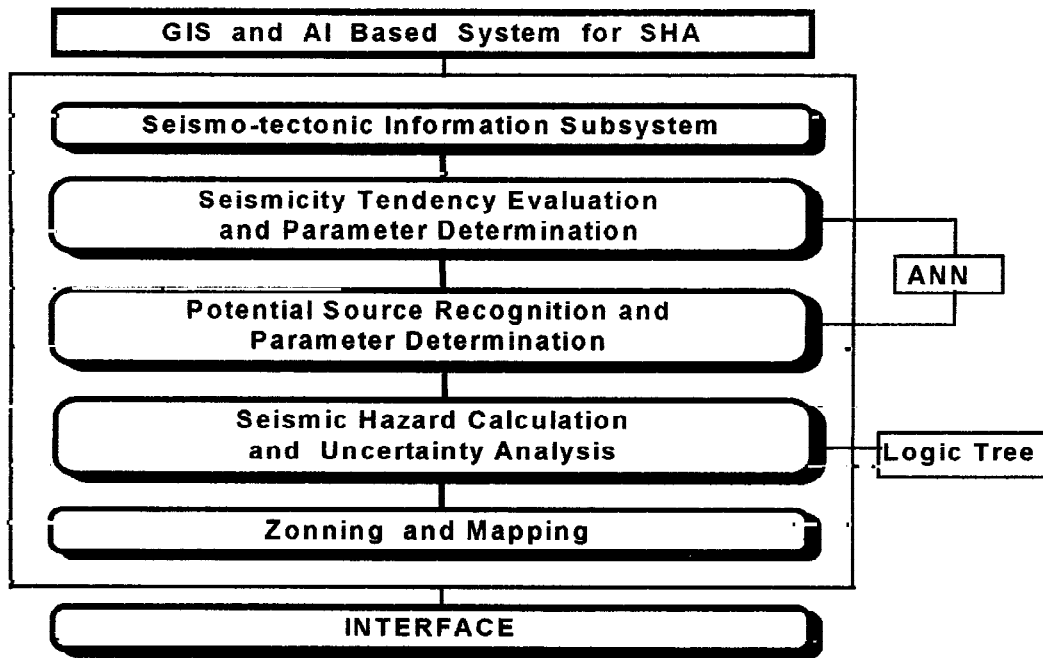 GIS and AI Based System for SHA
Seismo-tectonic Information Subsystem
Seismicity Tendency Evaluation
and Parameter Determination
ANN
Potential Source Recognition and
Parameter Determination
Seismic Hazard Calculation
and Uncertainty Analysis
Logic Tree
Zonning and Mapping
INTERFACE